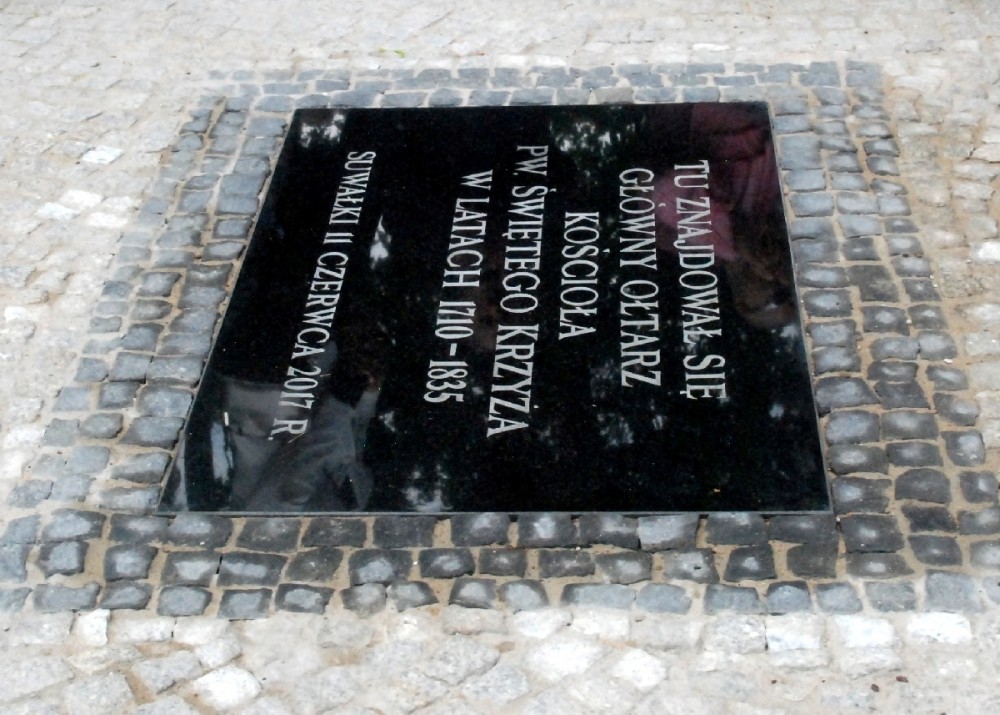 TU ZNAJDOWAŁ SIĘ
GŁÓWNY OŁTARZ
KOŚCIOŁA
PW. ŚWIĘTEGO KRZYŻA
W LATACH 1710-1835
SUWAŁKI 11 CZERWCA 2017 R.